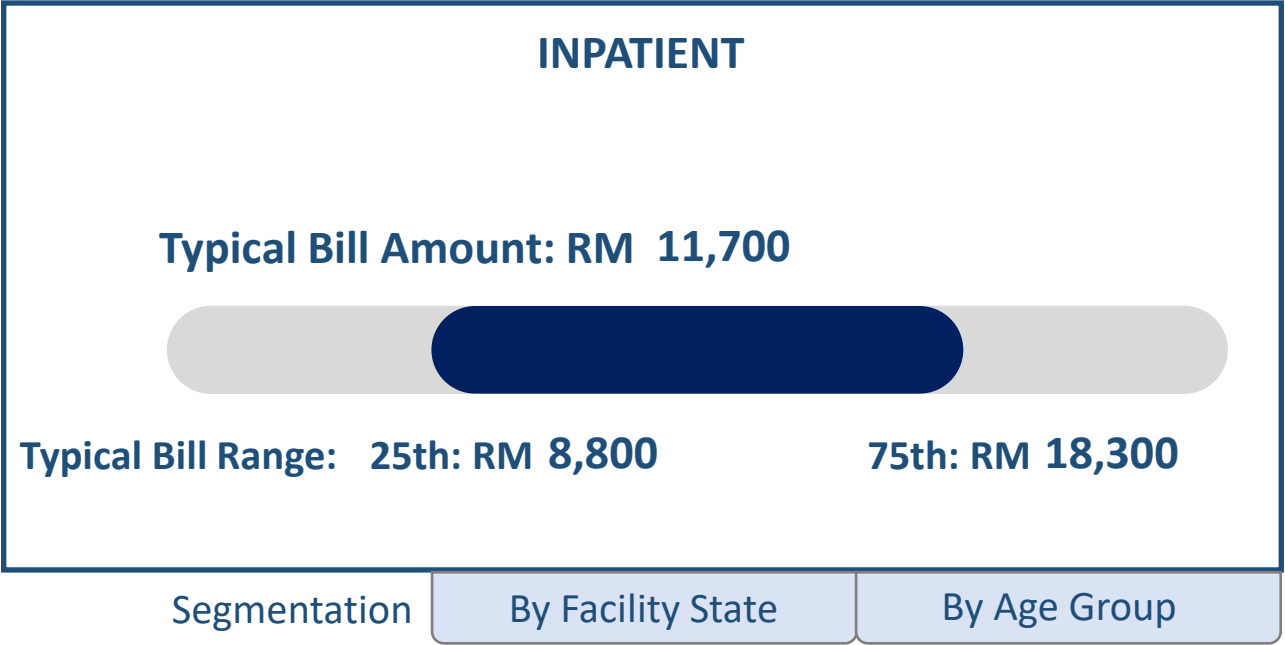 INPATIENT
Typical Bill Amount: RM 11,700
Typical Bill Range: 25th: RM 8,800 75th: RM 18,300
Segmentation By Facility State By Age Group